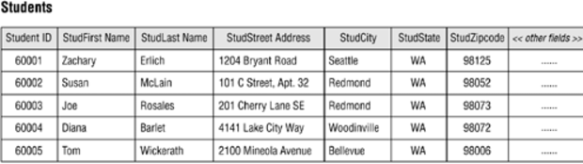 Students
Student ID StudFirst Name StudLast Name StudStreet Address StudCity StudState StudZipcode << other fields >>
60001 Zachary Erlich 1204 Bryant Road Seattle WA 98125 ......
60002 Susan McLain 101 C Street, Apt. 32 Redmond WA 98052 ......
60003 Joe Rosales 201 Cherry Lane SE Redmond WA 98073 ......
60004 Diana Barlet 4141 Lake City Way Woodinville WA 98072 ......
60005 Tom Wickerath 2100 Mineola Avenue Bellevue WA 98006 ......